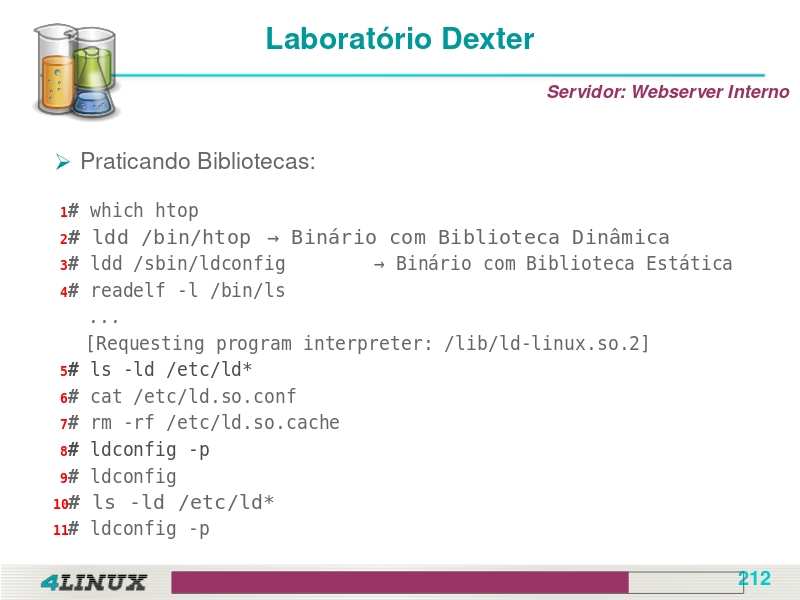 Laboratório Dexter
Servidor: Webserver Interno
Praticando Bibliotecas:
1# which htop
2# ldd /bin/htop → Binário com Biblioteca Dinâmica
3# ldd /sbin/ldconfig → Binário com Biblioteca Estática
4# readelf -l /bin/ls
...
[Requesting program interpreter: /lib/ld-linux.so.2]
5# ls -ld /etc/ld*
6# cat /etc/ld.so.conf
7# rm -rf /etc/ld.so.cache
8# ldconfig -p
9# ldconfig
10# ls -ld /etc/ld*
11# ldconfig -p
4LINUX
212